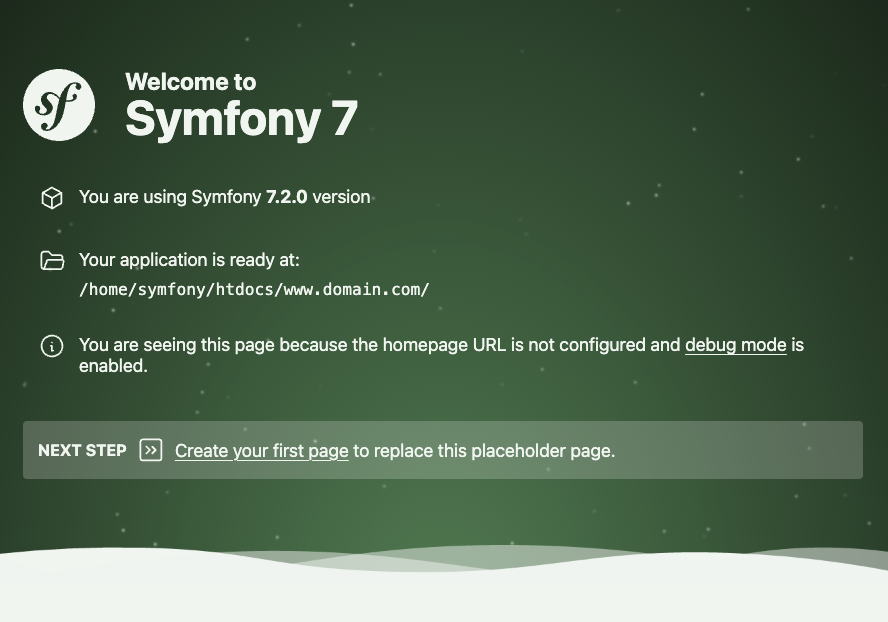 sf
Welcome to
Symfony 7
You are using Symfony 7.2.0 version
Your application is ready at:
/home/symfony/htdocs/www.domain.com/
You are seeing this page because the homepage URL is not configured and debug mode is
enabled.
NEXT STEP Create your first page to replace this placeholder page.